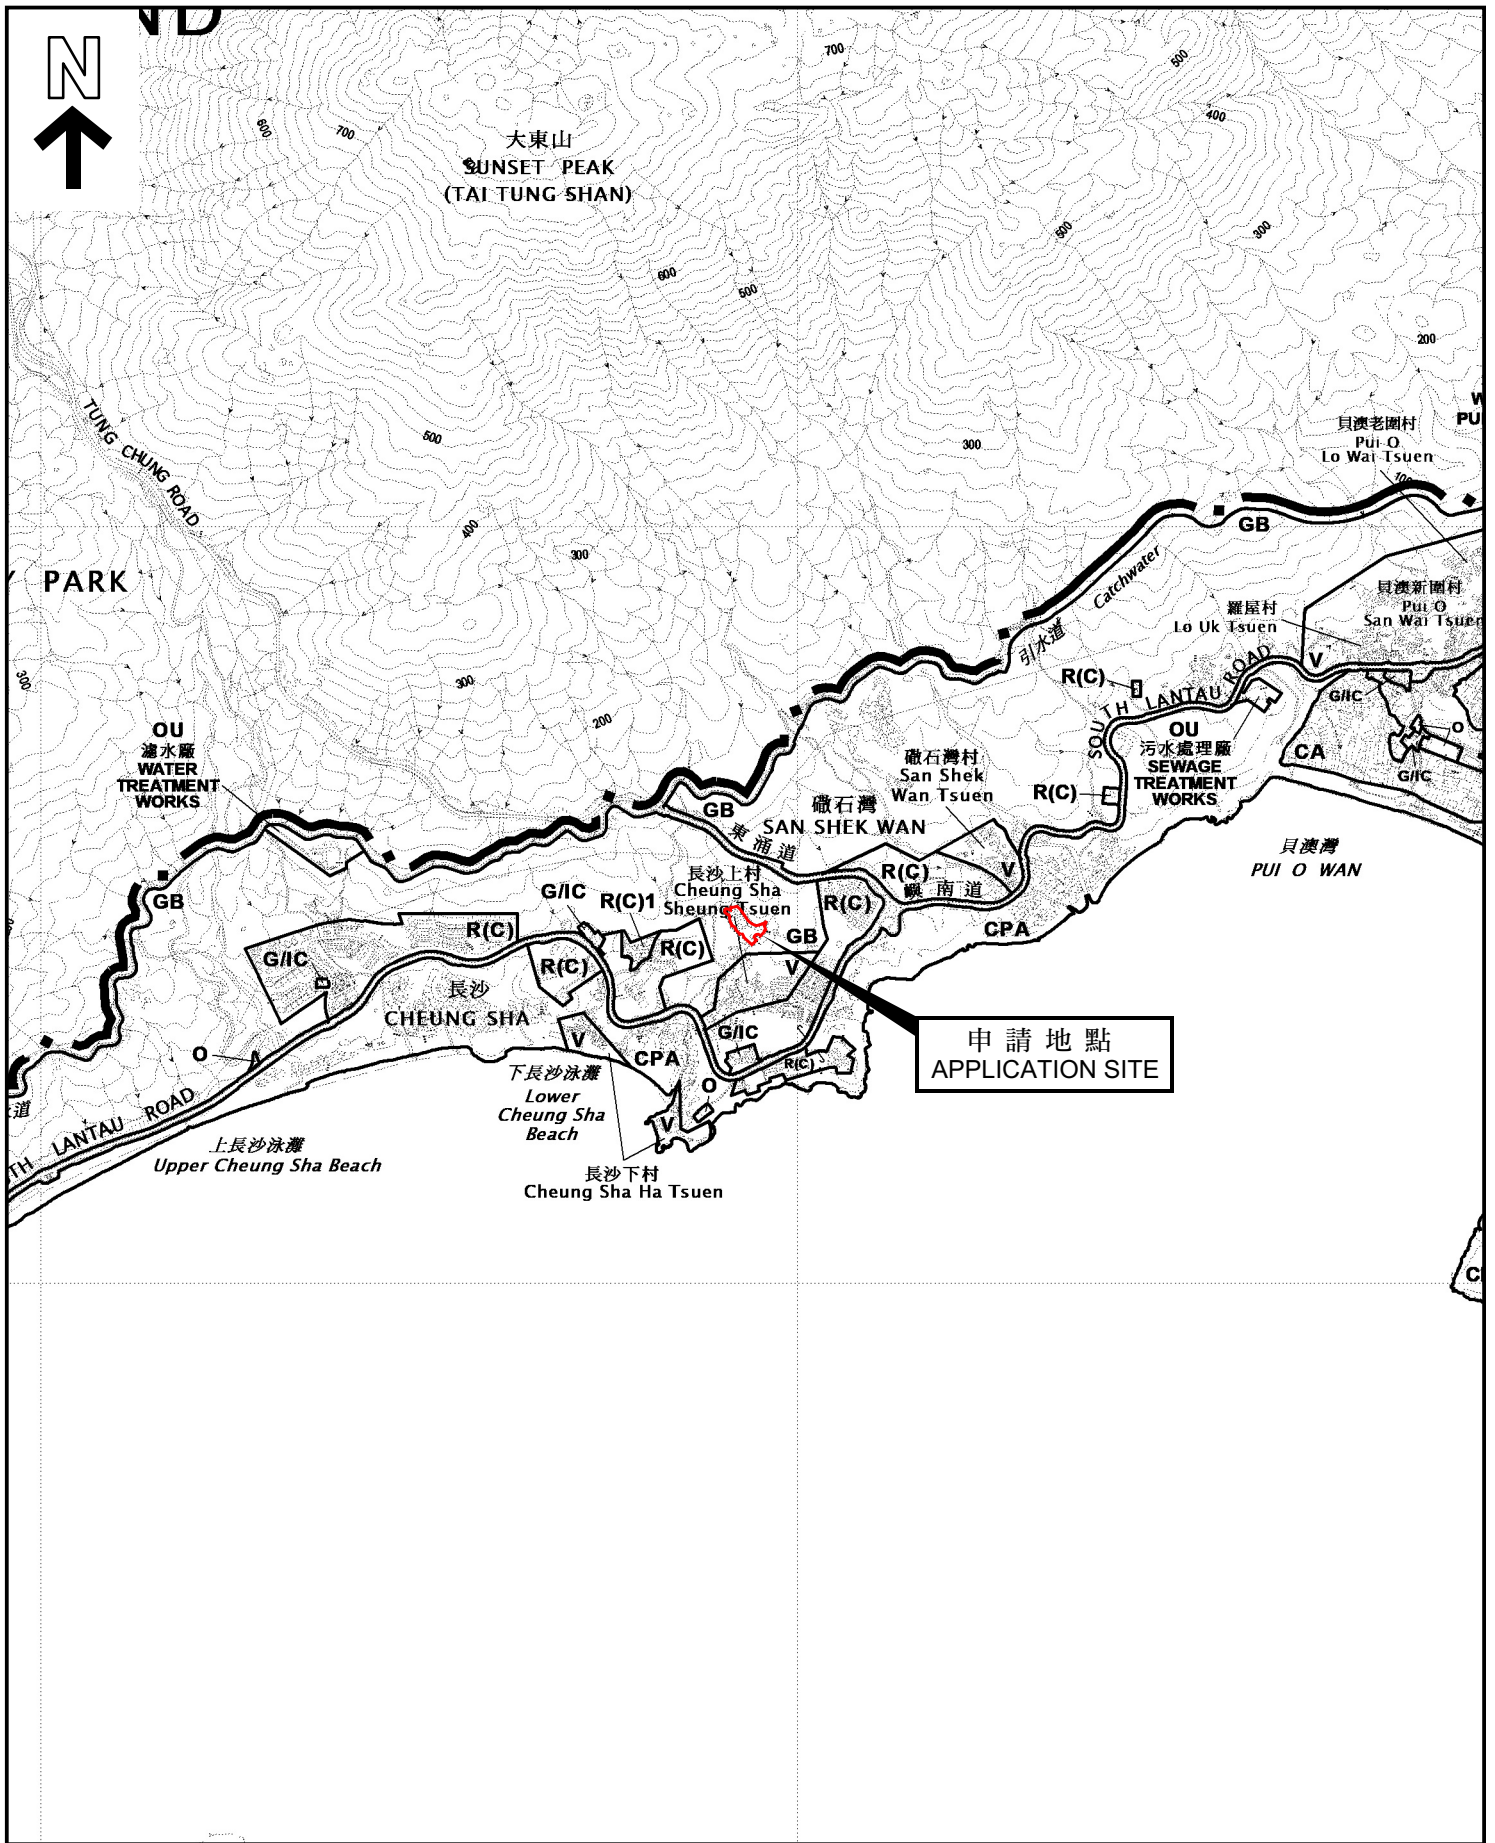 N
ND
700
500
400
600
700
大東山
SUNSET PEAK
(TAI TUNG SHAN)
500
300
600
500
200
TUNG CHUNG ROAD
500
300
貝澳老圍村
Pui O
Lo Wai Tsuen
W
PU
100
GB
400
300
Catchwater
引水道
PARK
羅屋村
Lo Uk Tsuen
貝澳新圍村
Pui O
San Wai Tsuen
V
R(C)
SOUTH LANTAU ROAD
G/IC
O
G/IC
CA
300
300
200
OU
濾水廠
WATER
TREATMENT
WORKS
OU
污水處理廠
SEWAGE
TREATMENT
WORKS
R(C)
San Shek
Wan Tsuen
GB
SAN SHEK WAN
東涌道
貝澳灣
PUI O WAN
長沙上村
Cheung Sha
Sheung Tsuen
R(C)
嶼南道
V
GB
G/IC
R(C)1
R(C)
R(C)
R(C)
R(C)
GB
V
CPA
G/IC
長沙
CHEUNG SHA
申請地點
APPLICATION SITE
V
CPA
G/IC
R(C)
O
下長沙泳灘
Lower
Cheung Sha
Beach
O
V
道
TH LANTAU ROAD
上長沙泳灘
Upper Cheung Sha Beach
長沙下村
Cheung Sha Ha Tsuen